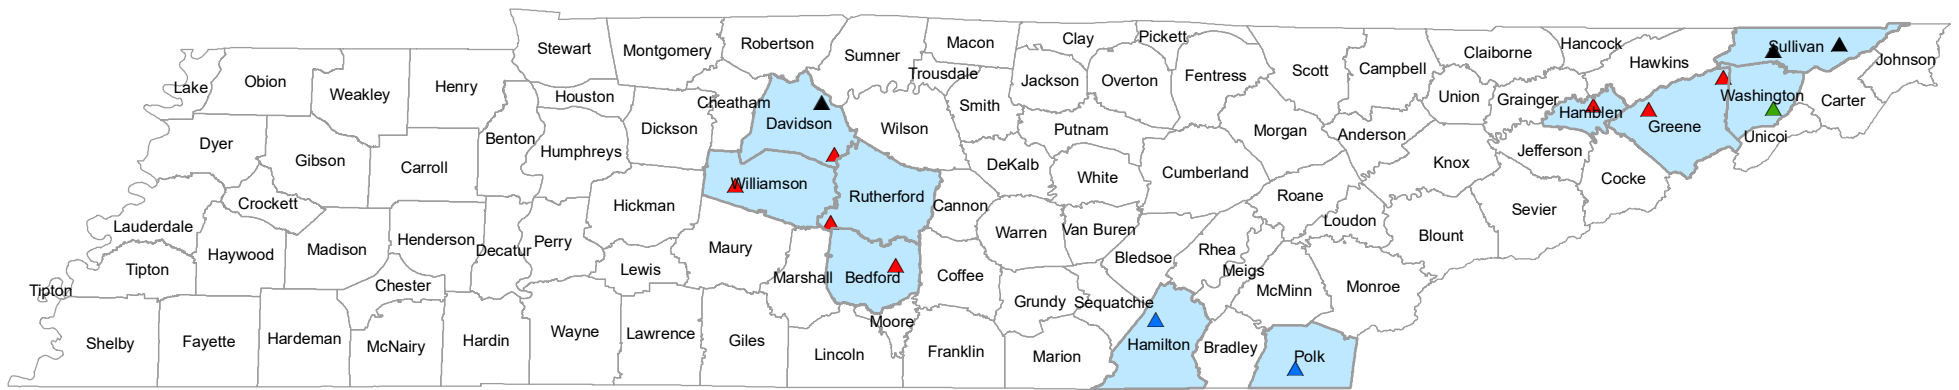 Stewart
Montgomery
Robertson
Sumner
Macon
Clay
Pickett
Trousdale
Lake
Obion
Weakley
Henry
Houston
Cheatham
Smith
Jackson
Overton
Fentress
Scott
Campbell
Claiborne
Hancock
Hawkins
Sullivan
Johnson
Union
Grainger
Hamblen
Greene
Washington
Carter
Unicoi
Dyer
Gibson
Carroll
Benton
Humphreys
Dickson
Davidson
Wilson
Putnam
DeKalb
White
Cumberland
Morgan
Anderson
Knox
Jefferson
Cocke
Sevier
Lauderdale
Crockett
Haywood
Madison
Henderson
Decatur
Perry
Hickman
Williamson
Rutherford
Cannon
Warren
Van Buren
Roane
Loudon
Blount
Tipton
Tipton
Chester
Lewis
Maury
Marshall
Bedford
Coffee
Grundy
Sequatchie
Bledsoe
Rhea
Meigs
McMinn
Monroe
Shelby
Fayette
Hardeman
McNairy
Hardin
Wayne
Lawrence
Giles
Lincoln
Moore
Franklin
Marion
Hamilton
Bradley
Polk